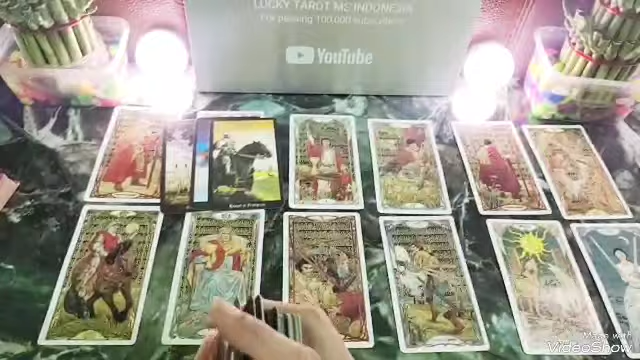 LUCKY TAROT MS INDONESIA
For passing 100,000 subscribers
YouTube
Made with
VideoShow